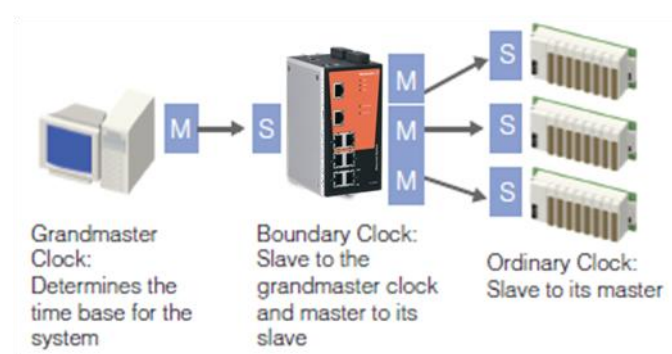 M
S
M
M
M
S
S
S
Grandmaster
Clock:
Determines the
time base for the
system
Boundary Clock:
Slave to the
grandmaster clock
and master to its
slave
Ordinary Clock:
Slave to its master